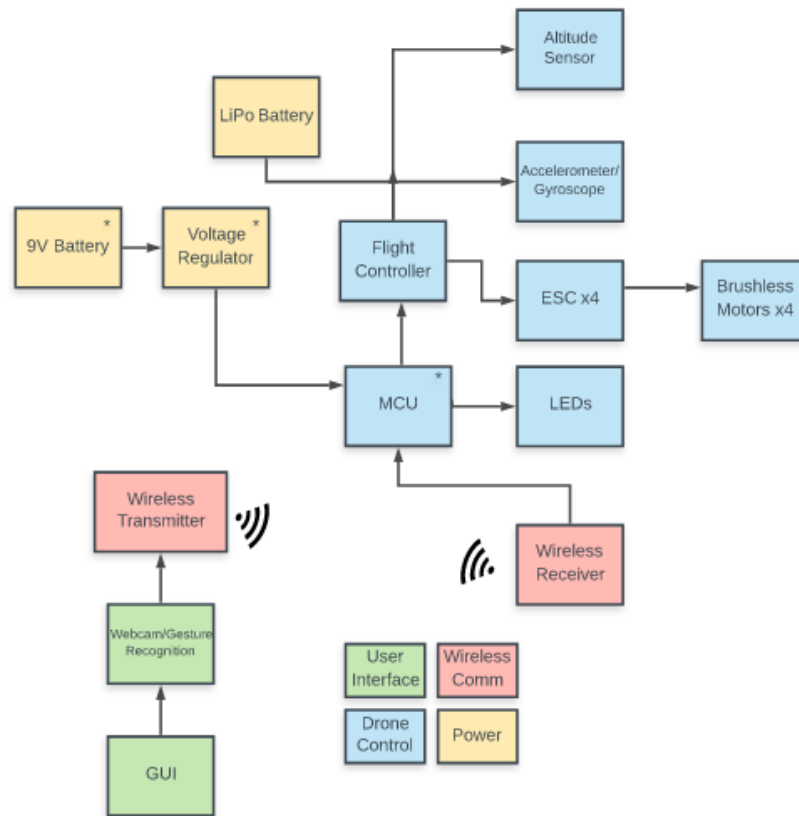 Altitude
Sensor
LiPo Battery
Accelerometer/
Gyroscope
*
9V Battery
*
Voltage
Regulator
Flight
Controller
ESC x4
Brushless
Motors x4
*
MCU
LEDs
Wireless
Transmitter
Wireless
Receiver
Webcam/Gesture
Recognition
User
Interface
Wireless
Comm
Drone
Control
Power
GUI